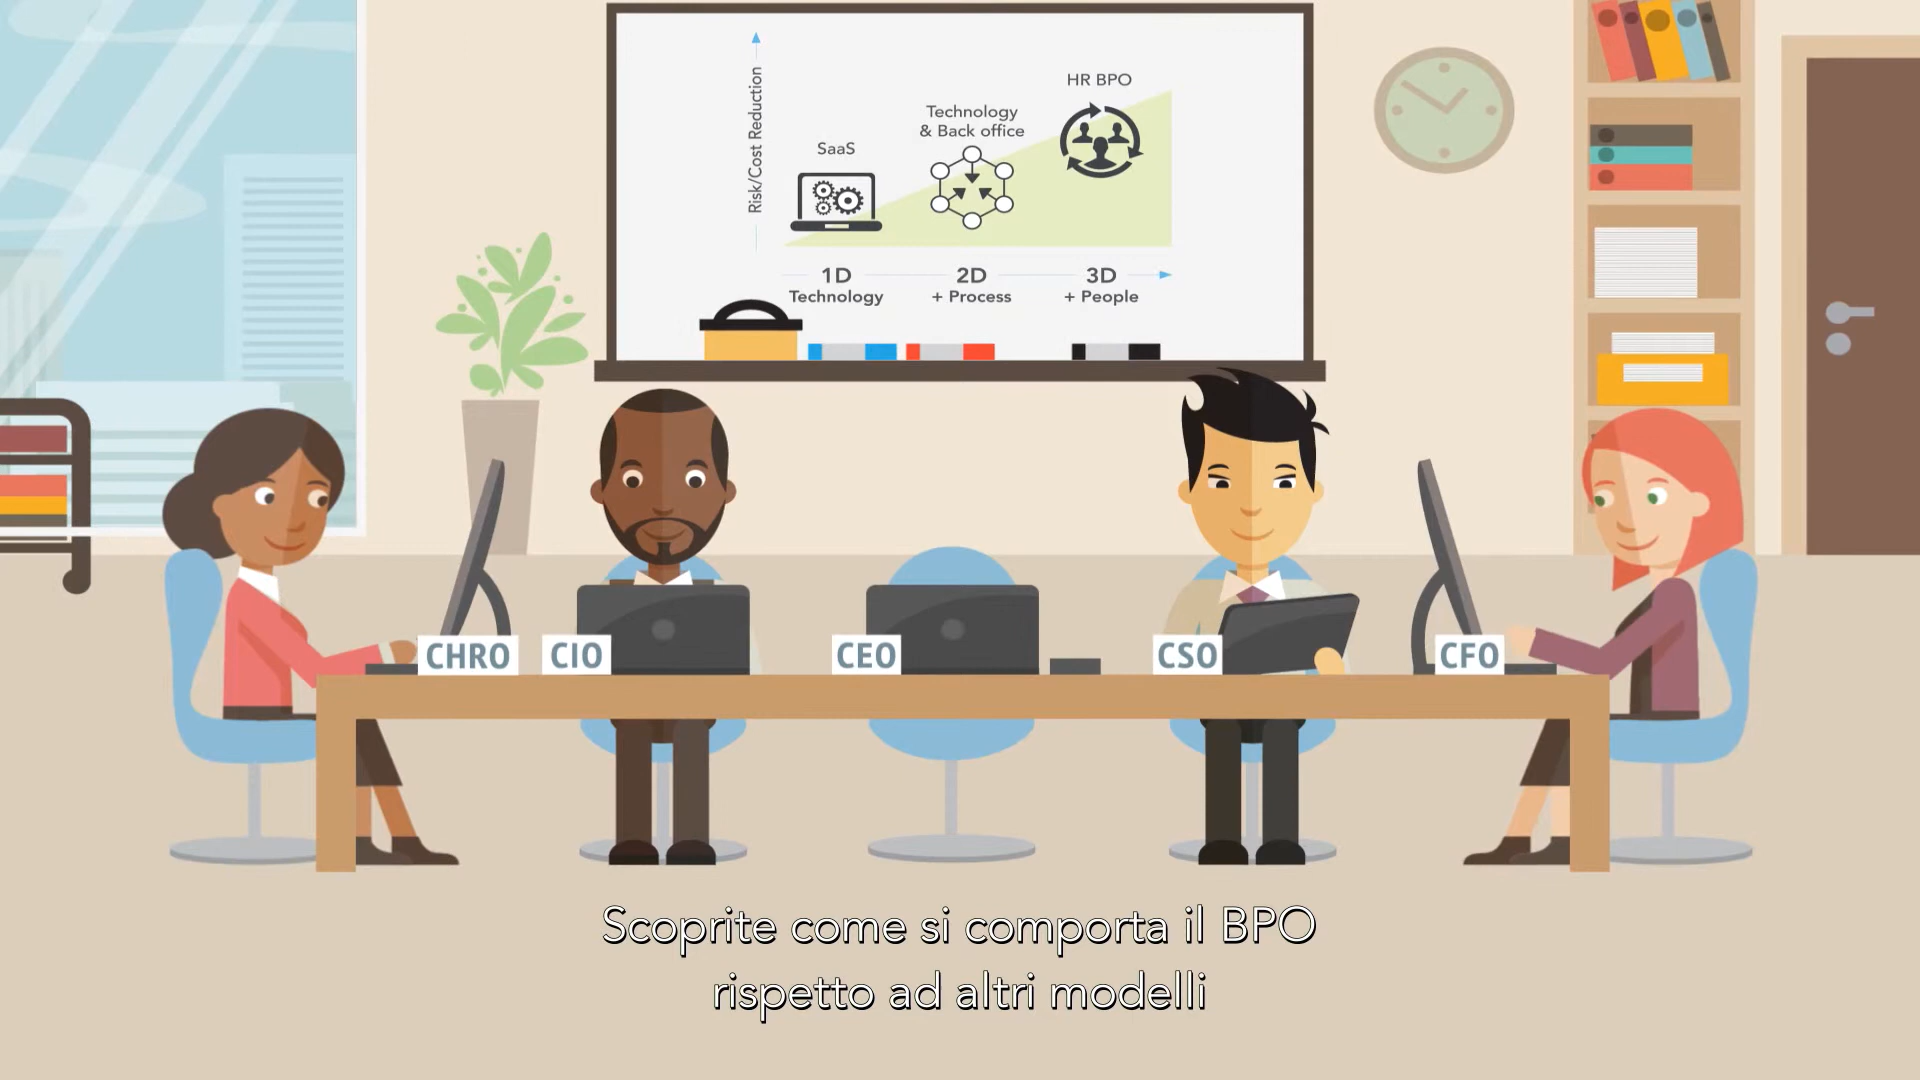 Risk/Cost Reduction
SaaS
Technology
& Back office
HR BPO
1D
Technology
2D
+ Process
3D
+ People
CHRO
CIO
CEO
CSO
CFO
Scoprite come si comporta il BPO
rispetto ad altri modelli